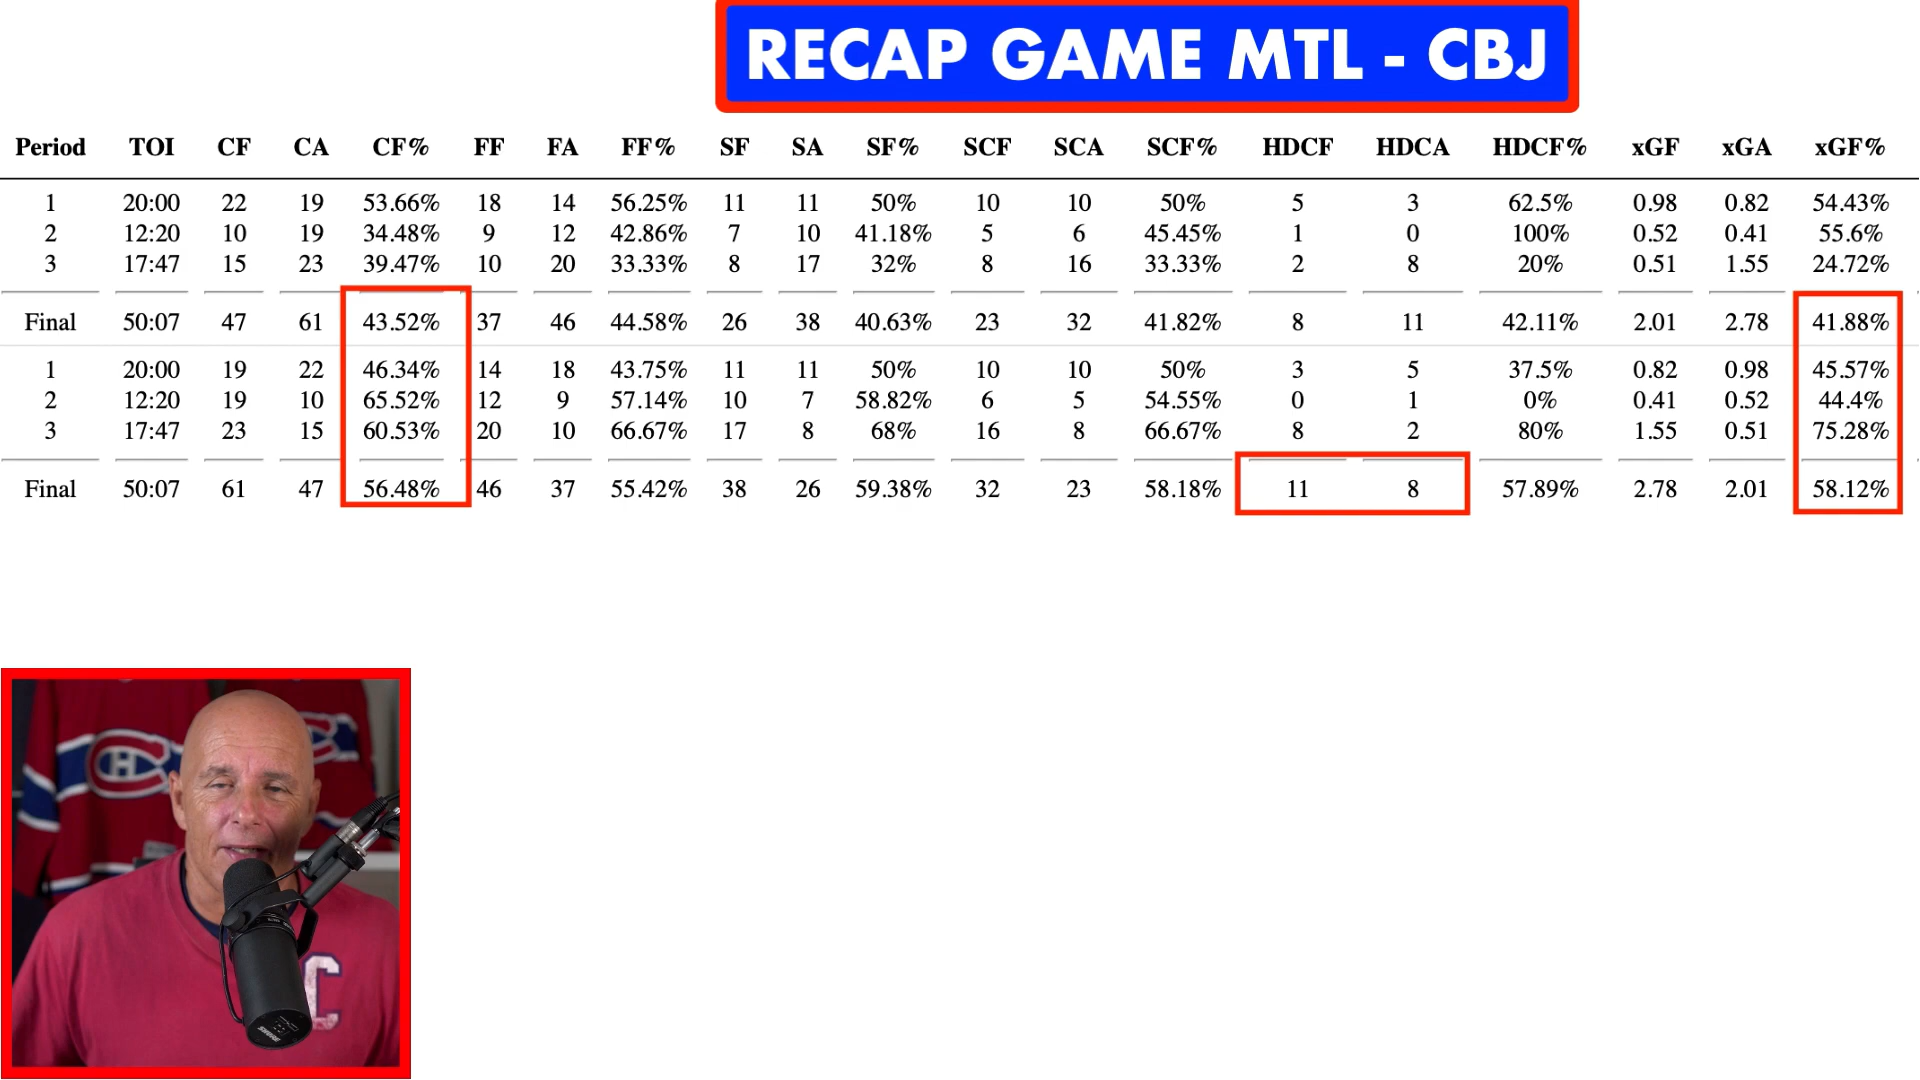 RECAP GAME MTL - CBJ
Period TOI CF CA CF% FF FA FF% SF SA SF% SCF SCA SCF% HDCF HDCA HDCF% xGF xGA xGF%
1 20:00 22 19 53.66% 18 14 56.25% 11 11 50% 10 10 50% 5 3 62.5% 0.98 0.82 54.43%
2 12:20 10 19 34.48% 9 12 42.86% 7 10 41.18% 5 6 45.45% 1 0 100% 0.52 0.41 55.6%
3 17:47 15 23 39.47% 10 20 33.33% 8 17 32% 8 16 33.33% 2 8 20% 0.51 1.55 24.72%
Final 50:07 47 61 43.52% 37 46 44.58% 26 38 40.63% 23 32 41.82% 8 11 42.11% 2.01 2.78 41.88%
1 20:00 19 22 46.34% 14 18 43.75% 11 11 50% 10 10 50% 3 5 37.5% 0.82 0.98 45.57%
2 12:20 19 10 65.52% 12 9 57.14% 10 7 58.82% 6 5 54.55% 0 1 0% 0.41 0.52 44.4%
3 17:47 23 15 60.53% 20 10 66.67% 17 8 68% 16 8 66.67% 8 2 80% 1.55 0.51 75.28%
Final 50:07 61 47 56.48% 46 37 55.42% 38 26 59.38% 32 23 58.18% 11 8 57.89% 2.78 2.01 58.12%
H
C
SHURE